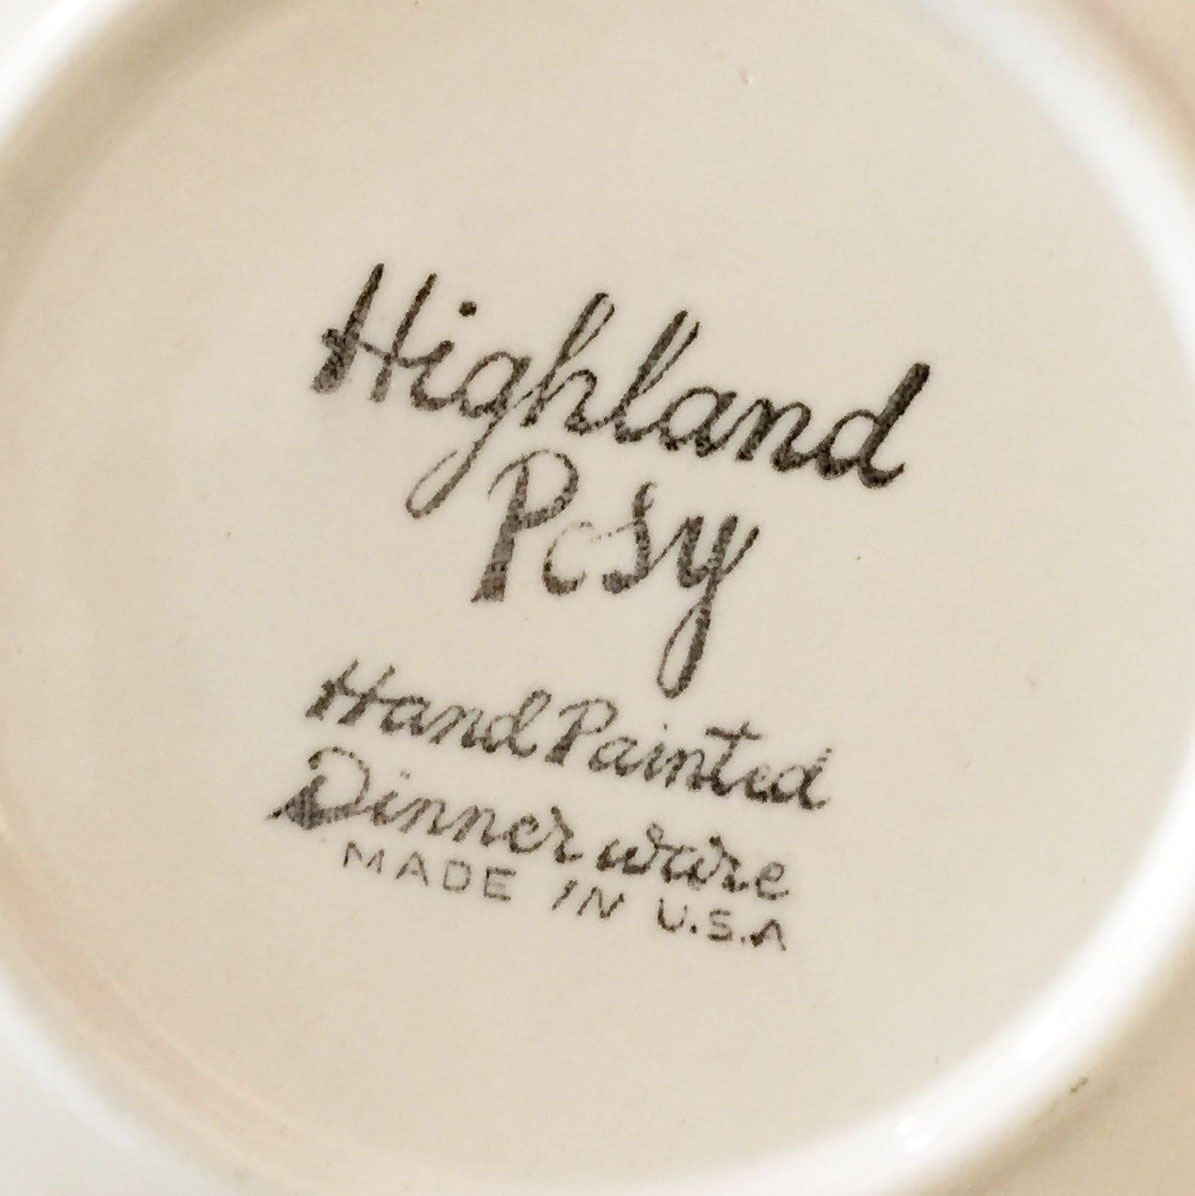 Highland
Posy
Hand Painted
Dinnerware
MADE IN U.S.A